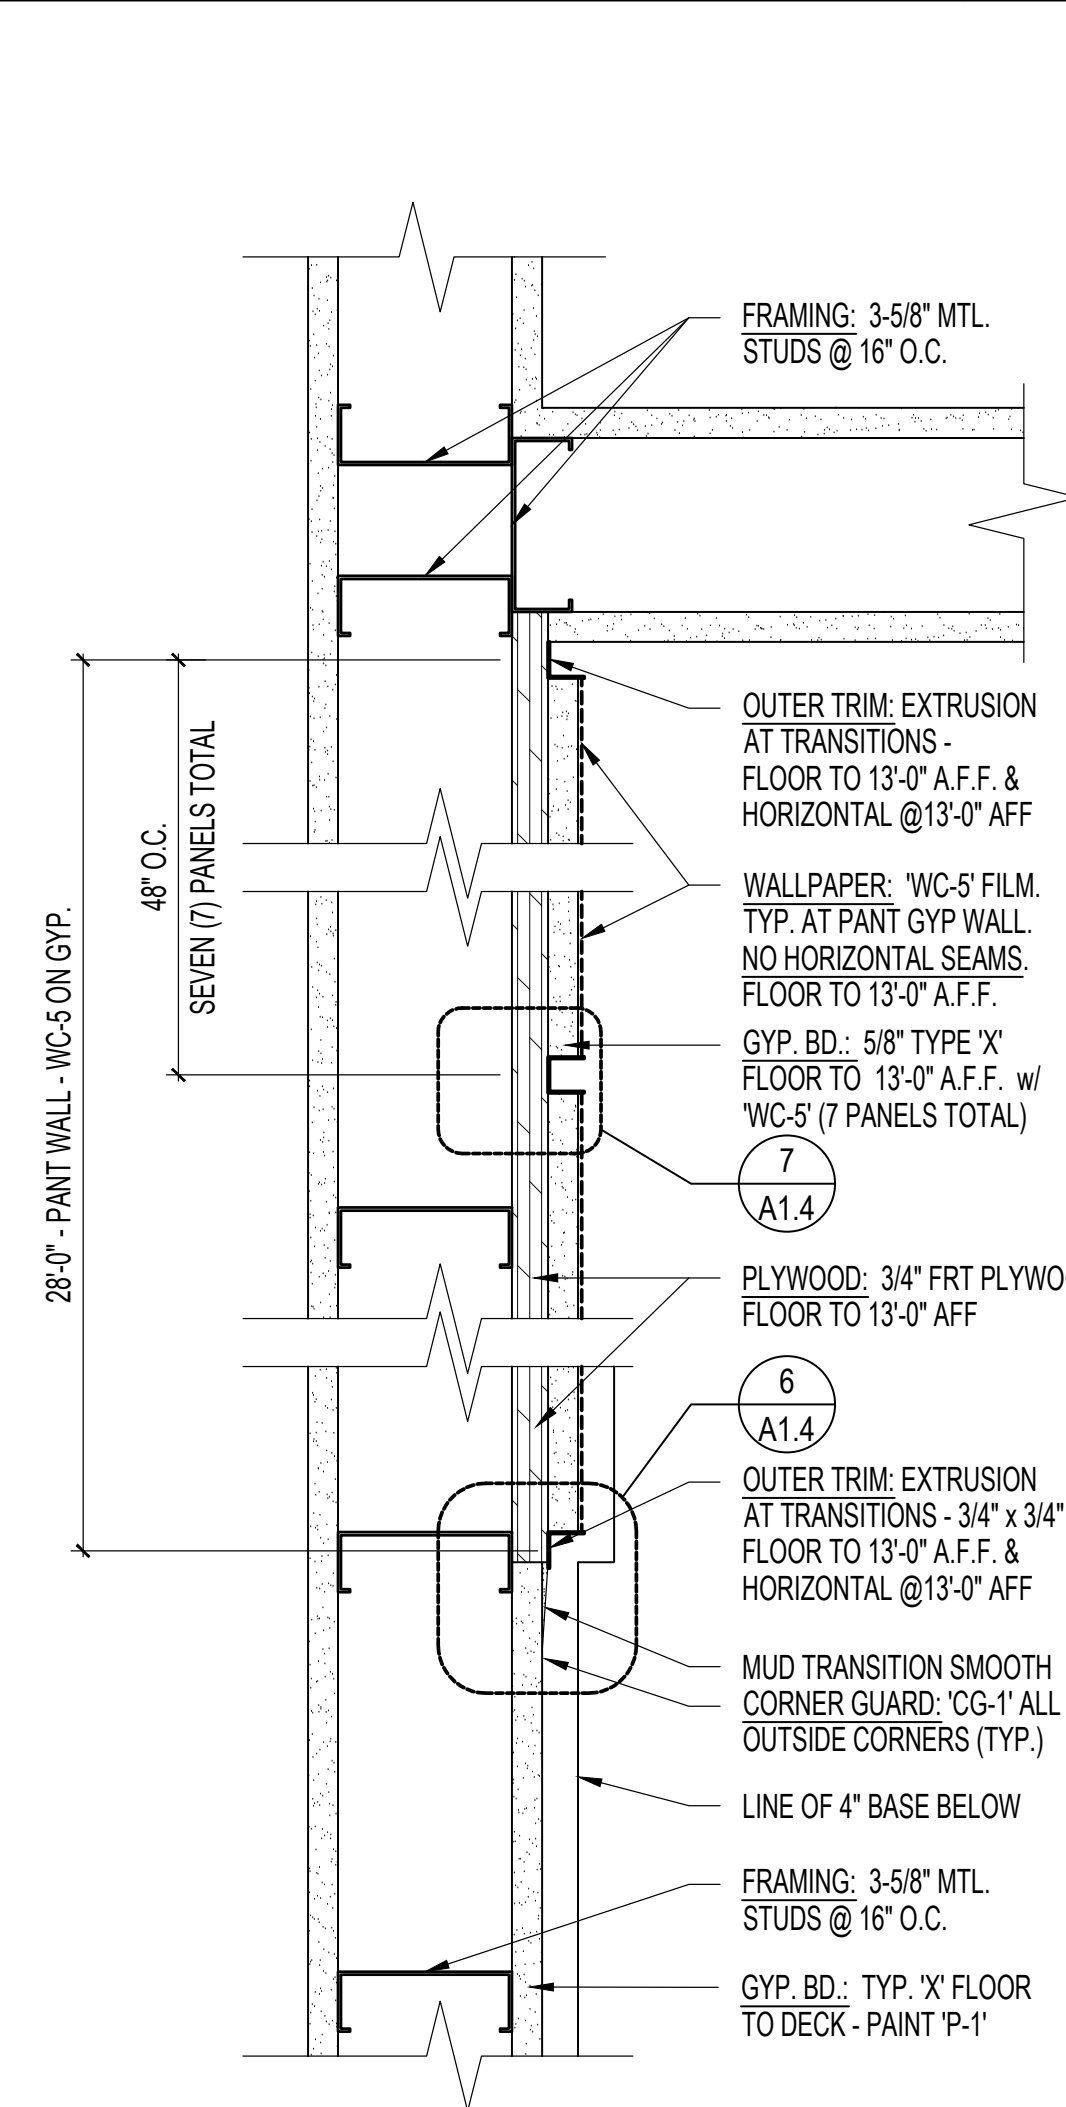 FRAMING: 3-5/8" MTL.
STUDS @ 16" O.C.
OUTER TRIM: EXTRUSION
AT TRANSITIONS -
FLOOR TO 13'-0" A.F.F. &
HORIZONTAL @13'-0" AFF
48" O.C.
SEVEN (7) PANELS TOTAL
28'-0" - PANT WALL - WC-5 ON GYP.
WALLPAPER: 'WC-5' FILM.
TYP. AT PANT GYP WALL.
NO HORIZONTAL SEAMS.
FLOOR TO 13'-0" A.F.F.
GYP. BD.: 5/8" TYPE 'X'
FLOOR TO 13'-0" A.F.F. w/
'WC-5' (7 PANELS TOTAL)
7
A1.4
PLYWOOD: 3/4" FRT
FLOOR TO 13'-0" AFF
6
A1.4
OUTER TRIM: EXTRUSION
AT TRANSITIONS - 3/4" x 3/4"
FLOOR TO 13'-0" A.F.F. &
HORIZONTAL @13'-0" AFF
MUD TRANSITION SMOOTH
CORNER GUARD: 'CG-1' ALL
OUTSIDE CORNERS (TYP.)
LINE OF 4" BASE BELOW
FRAMING: 3-5/8" MTL.
STUDS @ 16" O.C.
GYP. BD.: TYP. 'X' FLOOR
TO DECK - PAINT 'P-1'